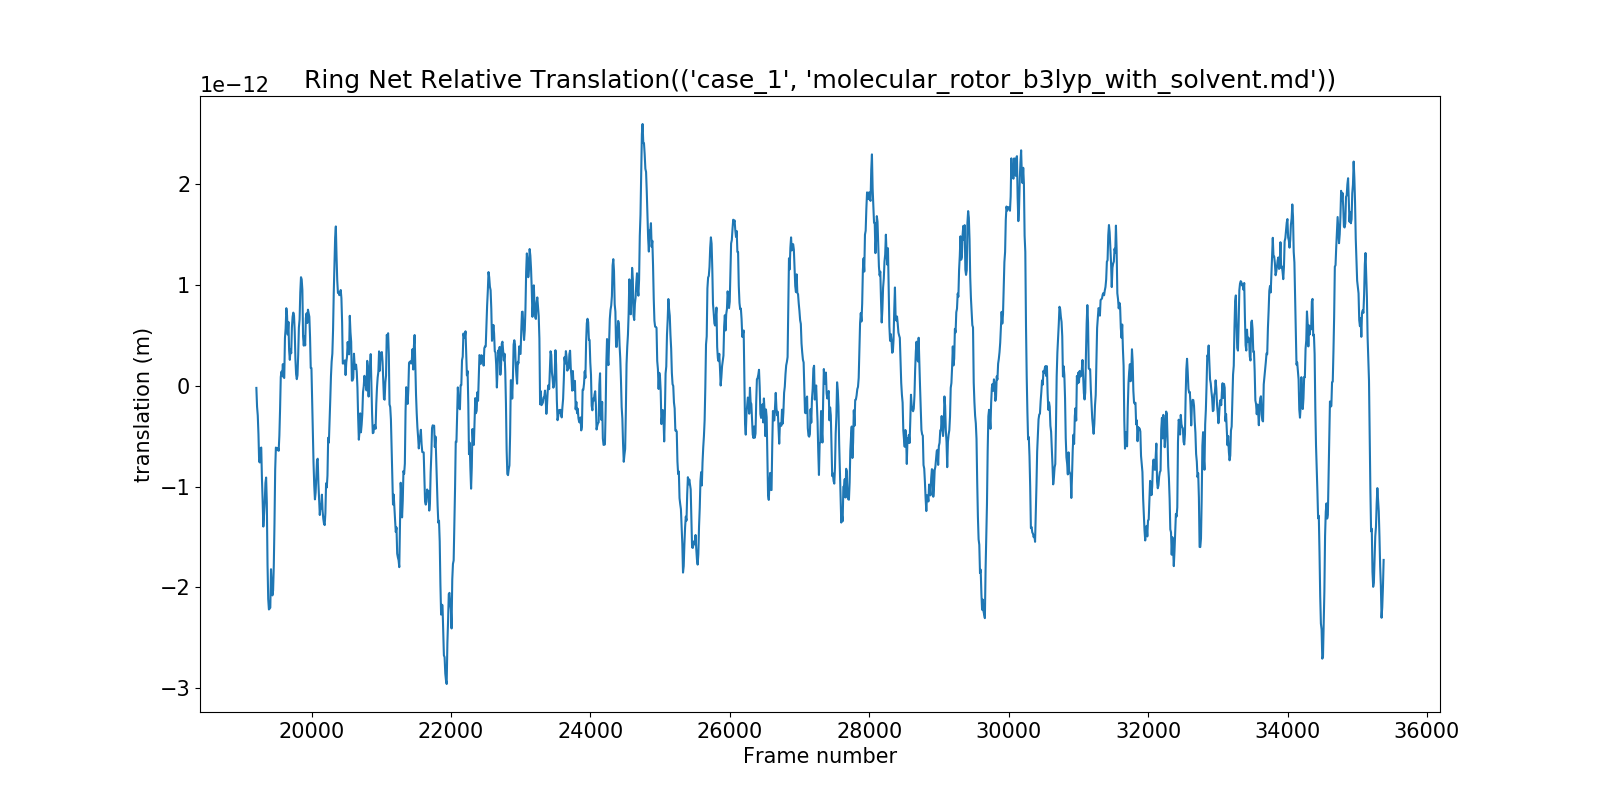 1e−12
Ring Net Relative Translation(('case_1', 'molecular_rotor_b3lyp_with_solvent.md'))
translation (m)
2
1
0
−1
−2
−3
20000 22000 24000 26000 28000 30000 32000 34000 36000
Frame number